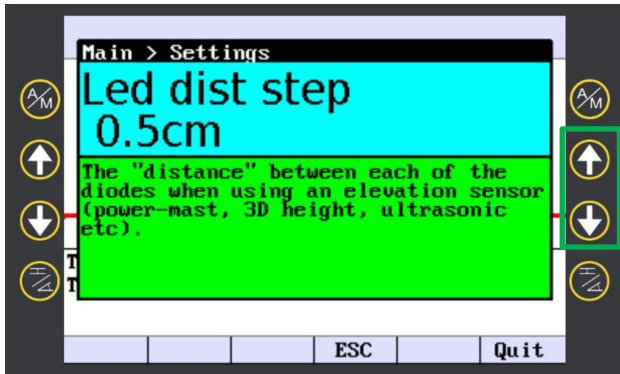 Main > Settings
Led dist step
0.5cm
The "distance" between each of the
diodes when using an elevation sensor
(power-mast, 3D height, ultrasonic
etc).
A/M
A/M
T
T
H/
H/
ESC
Quit